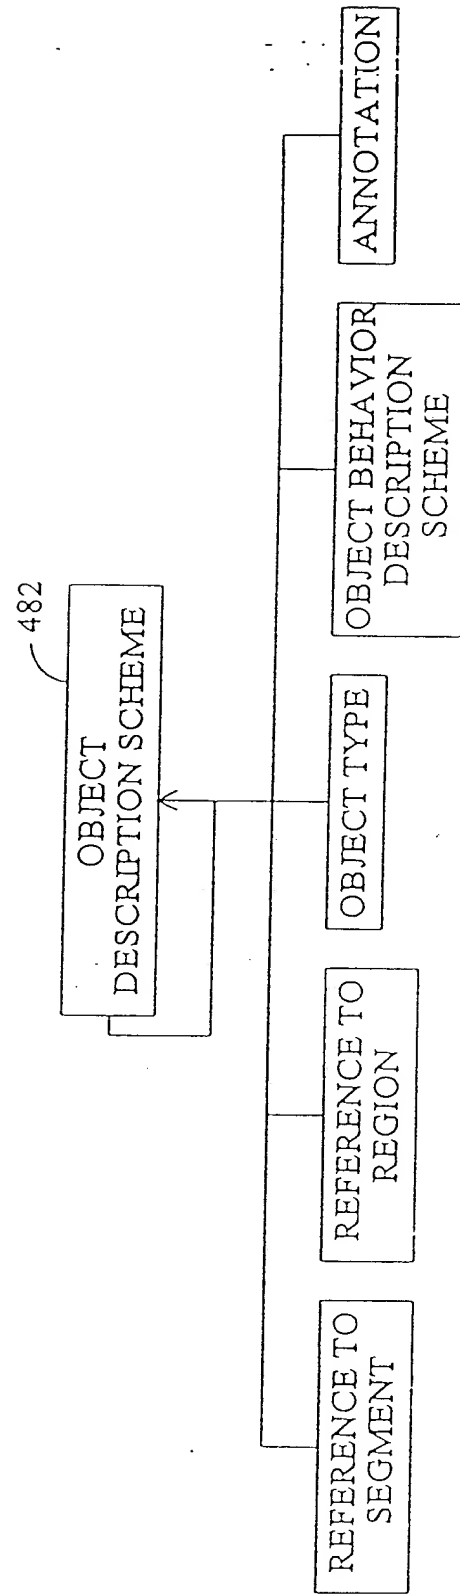 482
OBJECT
DESCRIPTION SCHEME
REFERENCE TO
SEGMENT
REFERENCE TO
REGION
OBJECT TYPE
OBJECT BEHAVIOR
DESCRIPTION
SCHEME
ANNOTATION